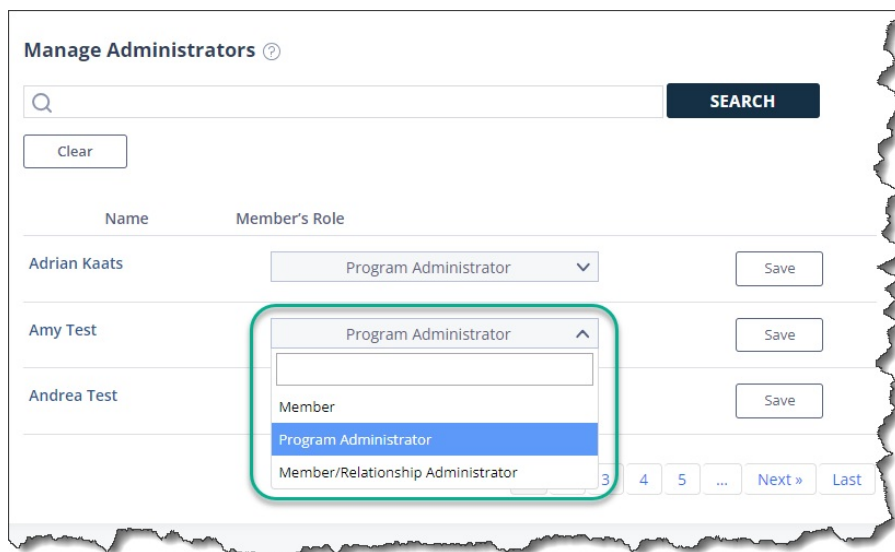 Manage Administrators ?
SEARCH
Clear
Name Member's Role
Adrian Kaats Program Administrator Save
Amy Test Program Administrator Save
Andrea Test Save
Member
Program Administrator
Member/Relationship Administrator
3 4 5 ... Next » Last